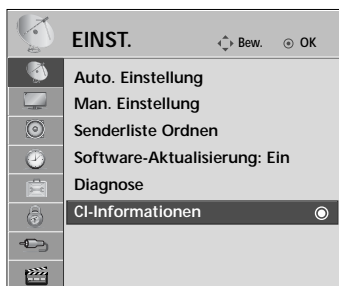 EINST. Bew. OK
Auto. Einstellung
Man. Einstellung
Senderliste Ordnen
Software-Aktualisierung: Ein
Diagnose
CI-Informationen